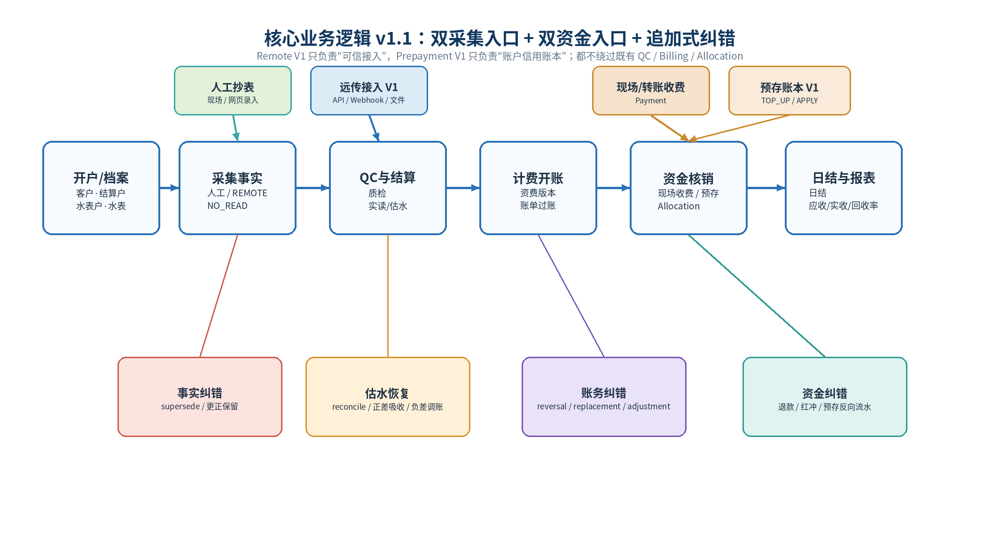 核心业务逻辑 v1.1：双采集入口 + 双资金入口 + 追加式纠错
Remote V1 只负责“可信接入”，Prepayment V1 只负责“账户信用账本”；都不绕过既有 QC / Billing / Allocation
人工抄表
现场 / 网页录入
远传接入 V1
API / Webhook / 文件
现场/转账收费
Payment
预存账本 V1
TOP_UP / APPLY
开户/档案
客户·结算户
水表户·水表
采集事实
人工 / REMOTE
NO_READ
QC与结算
质检
实读/估水
计费开账
资费版本
账单过账
资金核销
现场收费 / 预存
Allocation
日结与报表
日结
应收/实收/回收率
事实纠错
supersede / 更正保留
估水恢复
reconcile / 正差吸收 / 负差调账
账务纠错
reversal / replacement / adjustment
资金纠错
退款 / 红冲 / 预存反向流水